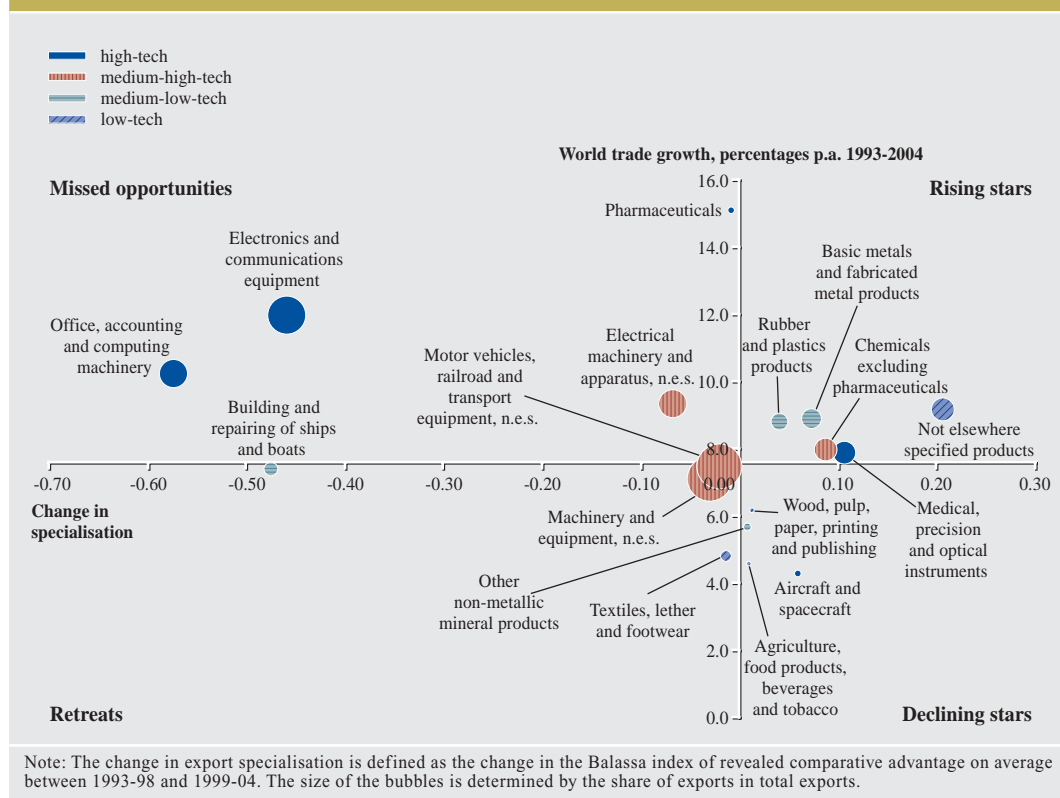 high-tech
medium-high-tech
medium-low-tech
low-tech
World trade growth, percentages p.a. 1993-2004
Missed opportunities
Rising stars
16.0
14.0
12.0
10.0
8.0
6.0
4.0
2.0
0.0
Pharmaceuticals
Electronics and
communications
equipment
Basic metals
and fabricated
metal products
Office, accounting
and computing
machinery
Motor vehicles,
railroad and
transport
equipment, n.e.s.
Electrical
machinery and
apparatus, n.e.s.
Rubber
and plastics
products
Chemicals
excluding
pharmaceuticals
Building and
repairing of ships
and boats
Not elsewhere
specified products
-0.70
-0.60
-0.50
-0.40
-0.30
-0.20
-0.10
0.00
0.10
0.20
0.30
Change in
specialisation
Machinery and
equipment, n.e.s.
Wood, pulp,
paper, printing
and publishing
Medical,
precision
and optical
instruments
Other
non-metallic
mineral products
Textiles, lether
and footwear
Aircraft and
spacecraft
Agriculture,
food products,
beverages
and tobacco
Retreats
Declining stars
Note: The change in export specialisation is defined as the change in the Balassa index of revealed comparative advantage on average
between 1993-98 and 1999-04. The size of the bubbles is determined by the share of exports in total exports.